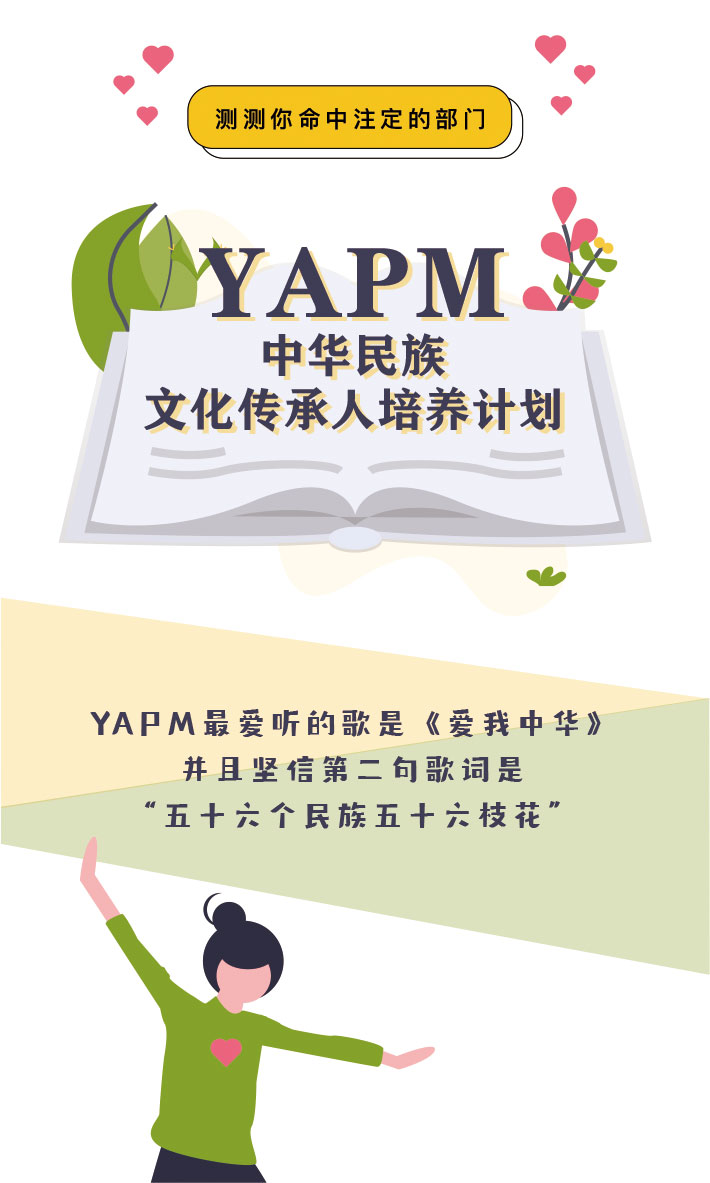 测测你命中注定的部门
YAPM
中华民族
文化传承人培养计划
YAPM最爱听的歌是《爱我中华》
并且坚信第二句歌词是
“五十六个民族五十六枝花”